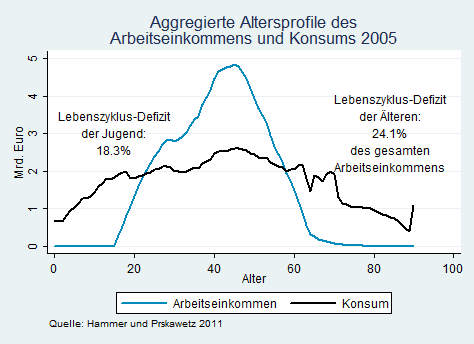 Aggregierte Altersprofile des
Arbeitseinkommens und Konsums 2005
Mrd. Euro
5
4
3
2
1
0
Lebenszyklus-Defizit
der Jugend:
18.3%
Lebenszyklus-Defizit
der Älteren:
24.1%
des gesamten
Arbeitseinkommens
0 20 40 60 80 100
Alter
Arbeitseinkommen Konsum
Quelle: Hammer und Prskawetz 2011